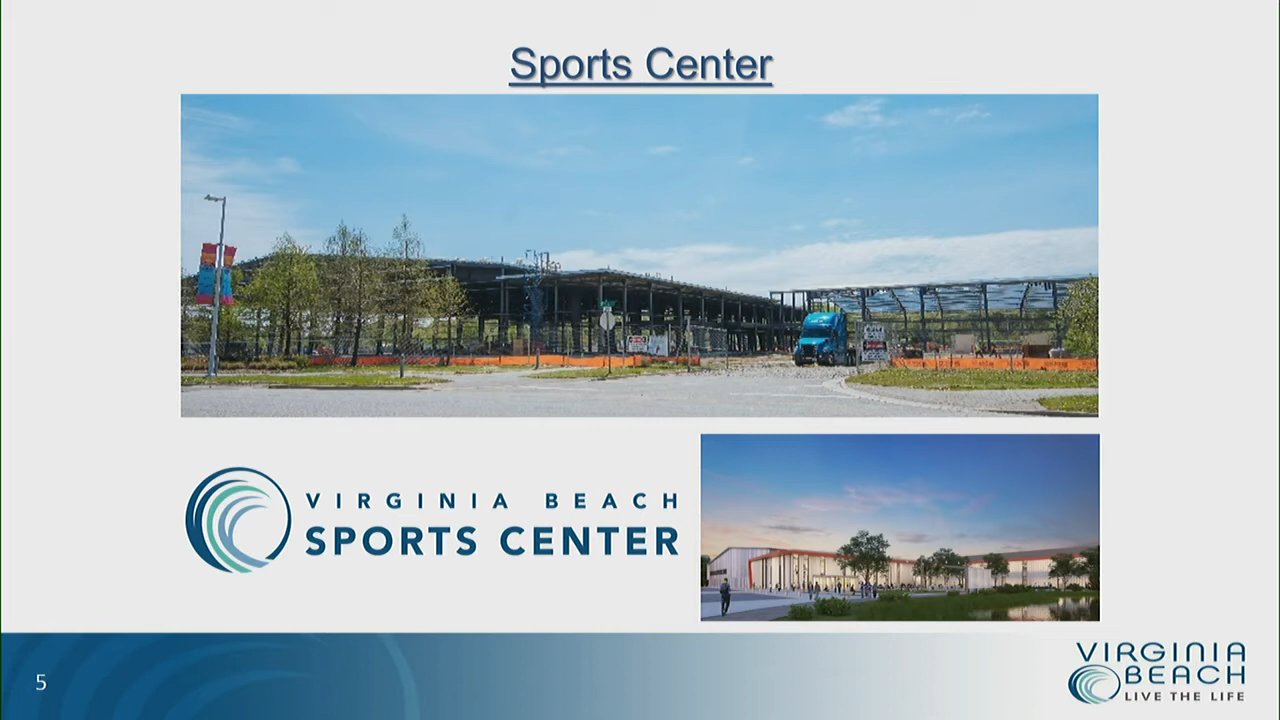 Sports Center
VIRGINIA BEACH
SPORTS CENTER
5
VIRGINIA
BEACH
LIVE THE LIFE